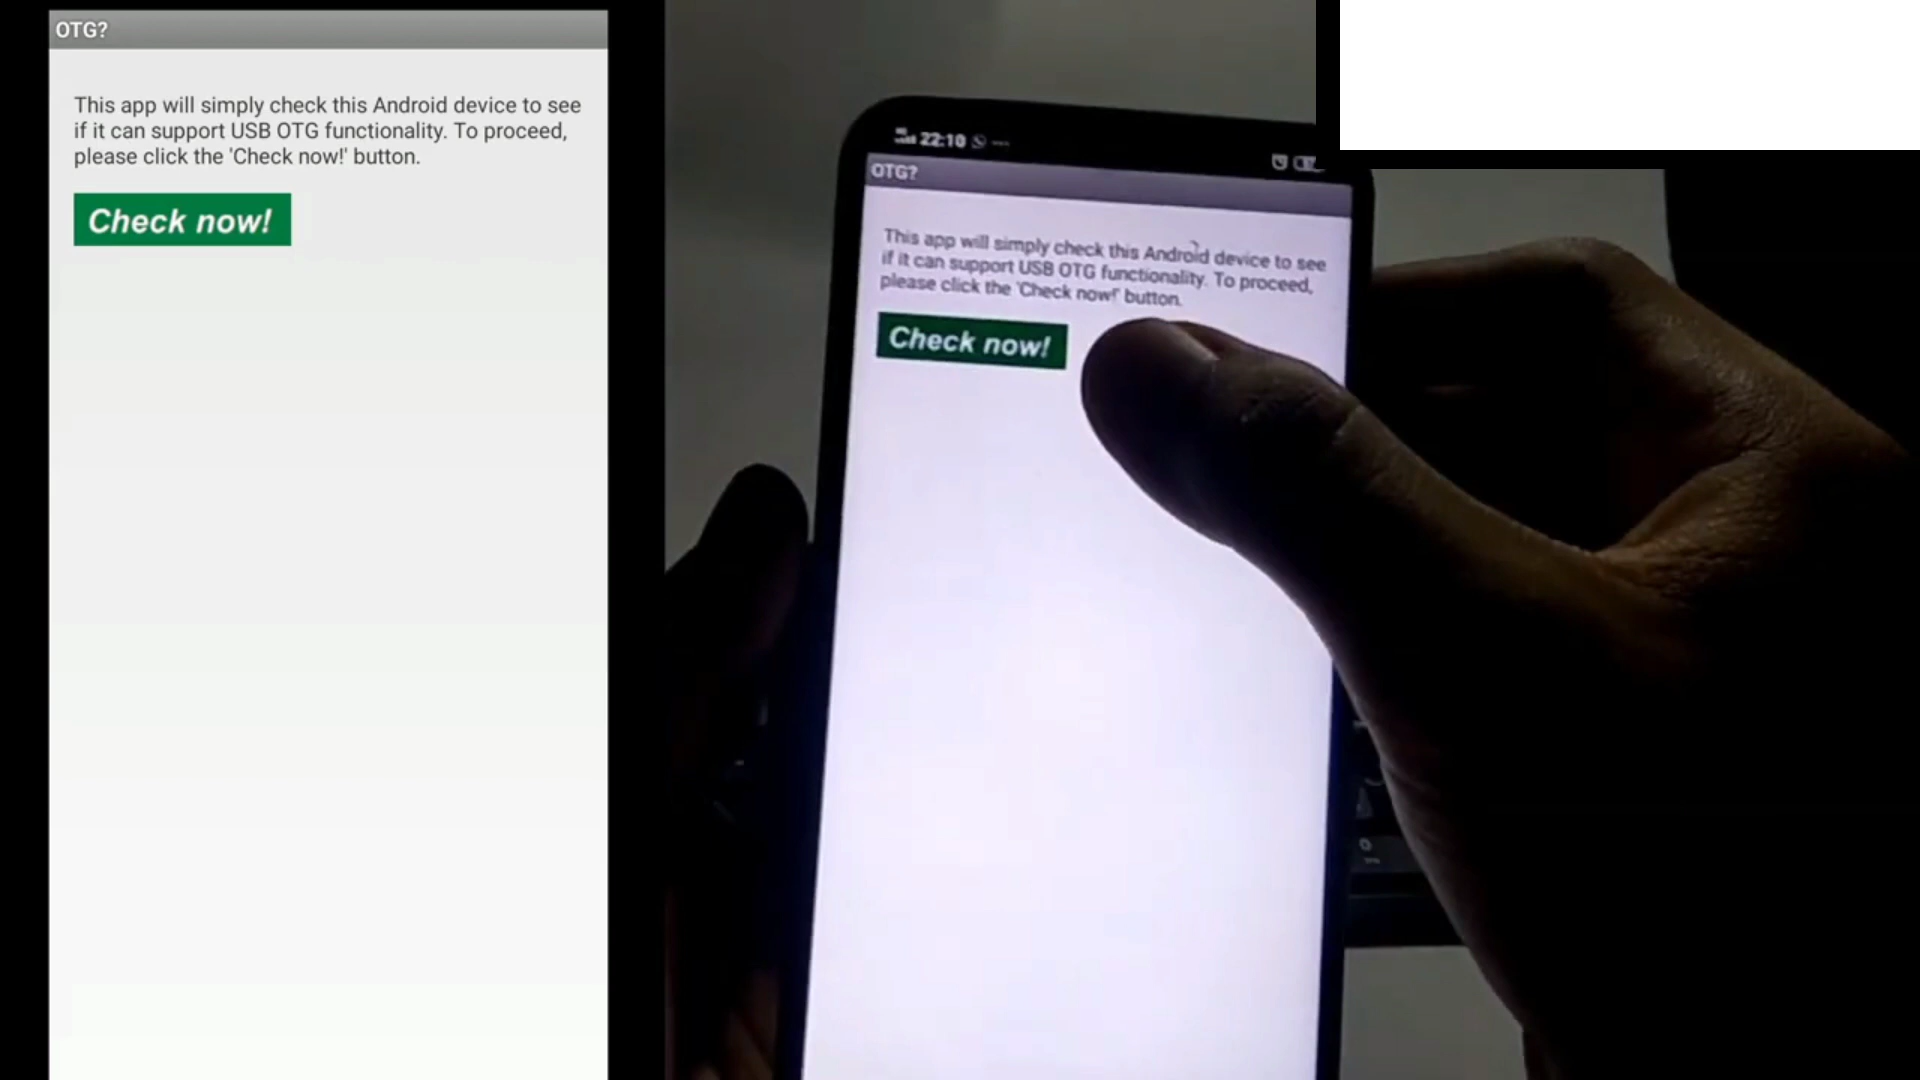 OTG?
This app will simply check this Android device to see
if it can support USB OTG functionality. To proceed,
please click the 'Check now!' button.
Check now!
22:10
OTG?
This app will simply check this Android device to see
if it can support USB OTG functionality. To proceed,
please click the 'Check now!' button.
Check now!